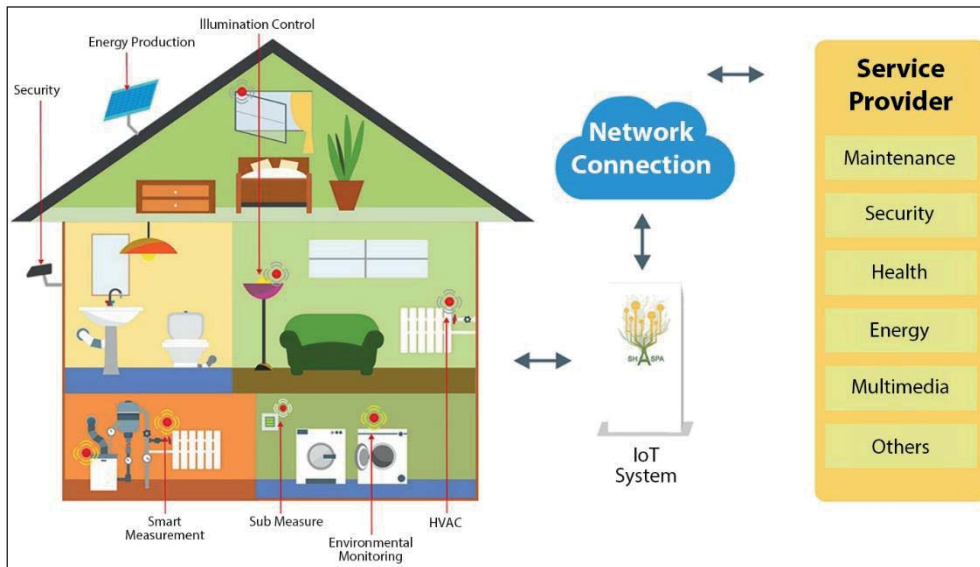 Illumination Control
Energy Production
Security
Network
Connection
Service
Provider
Maintenance
Security
Health
Energy
Multimedia
Others
SHASPA
IoT
System
Smart
Measurement
Sub Measure
Environmental
Monitoring
HVAC